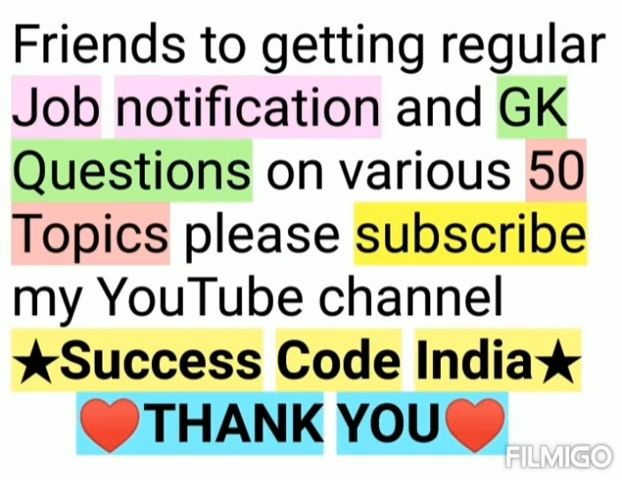 Friends to getting regular
Job notification and GK
Questions on various 50
Topics please subscribe
my YouTube channel
★Success Code India★
❤️THANK YOU❤️
FILMIGO